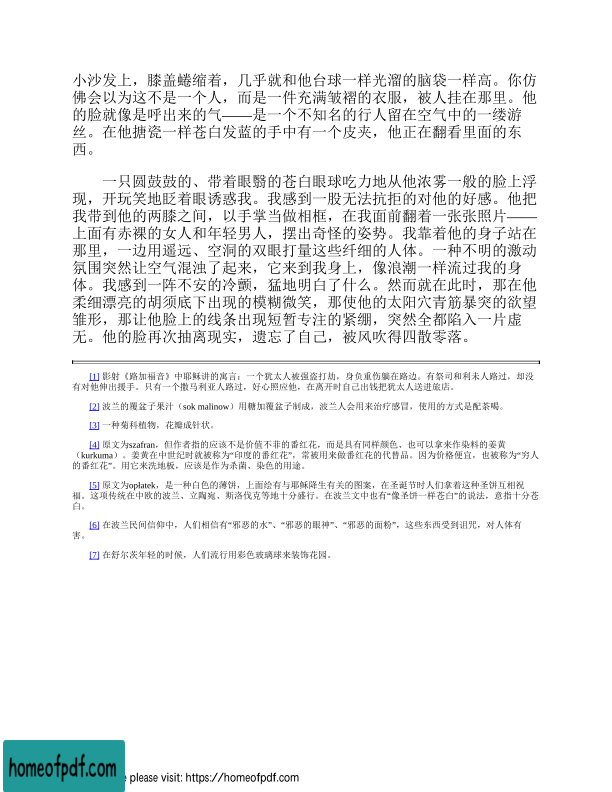 小沙发上，膝盖蜷缩着，几乎就和他台球一样光溜的脑袋一样高。你仿
佛会以为这不是一个人，而是一件充满皱褶的衣服，被人挂在那里。他
的脸就像是呼出来的气——是一个不知名的行人留在空气中的一缕游
丝。在他搪瓷一样苍白发蓝的手中有一个皮夹，他正在翻看里面的东
西。
一只圆鼓鼓的、带着眼翳的苍白眼球吃力地从他浓雾一般的脸上浮
现，开玩笑地眨着眼诱惑我。我感到一股无法抗拒的对他的好感。他把
我带到他的两膝之间，以手掌当做相框，在我面前翻着一张张照片——
上面有赤裸的女人和年轻男人，摆出奇怪的姿势。我靠着他的身子站在
那里，一边用遥远、空洞的双眼打量这些纤细的人体。一种不明的激动
氛围突然让空气混浊了起来，它来到我身上，像浪潮一样流过我的身
体。我感到一阵不安的冷颤，猛地明白了什么。然而就在此时，那在他
柔细漂亮的胡须底下出现的模糊微笑，那使他的太阳穴青筋暴突的欲望
雏形，那让他脸上的线条出现短暂专注的紧绷，突然全都陷入一片虚
无。他的脸再次抽离现实，遗忘了自己，被风吹得四散零落。
[1] 影射《路加福音》中耶稣讲的寓言：一个犹太人被强盗打劫，身负重伤躺在路边。有祭司和利未人路过，却没
有对他伸出援手。只有一个撒马利亚人路过，好心照应他，在离开时自己出钱把犹太人送进旅店。
[2] 波兰的覆盆子果汁（sok malinow）用糖加覆盆子制成，波兰人会用来治疗感冒，使用的方式是配茶喝。
[3] 一种菊科植物，花瓣成针状。
[4] 原文为szafran，但作者指的应该不是价值不菲的番红花，而是具有同样颜色、也可以拿来作染料的姜黄
（kurkuma）。姜黄在中世纪时就被称为“印度的番红花”，常被用来做番红花的代替品。因为价格便宜，也被称为“穷人
的番红花”。用它来洗地板，应该是作为杀菌、染色的用途。
[5] 原文为opłatek，是一种白色的薄饼，上面绘有与耶稣降生有关的图案，在圣诞节时人们拿着这种圣饼互相祝
福。这项传统在中欧的波兰、立陶宛、斯洛伐克等地十分盛行。在波兰文中也有“像圣饼一样苍白”的说法，意指十分苍
白。
[6] 在波兰民间信仰中，人们相信有“邪恶的水”、“邪恶的眼神”、“邪恶的面粉”，这些东西受到诅咒，对人体有
害。
[7] 在舒尔茨年轻的时候，人们流行用彩色玻璃球来装饰花园。
homeofpdf.com
e please visit: https://homeofpdf.com